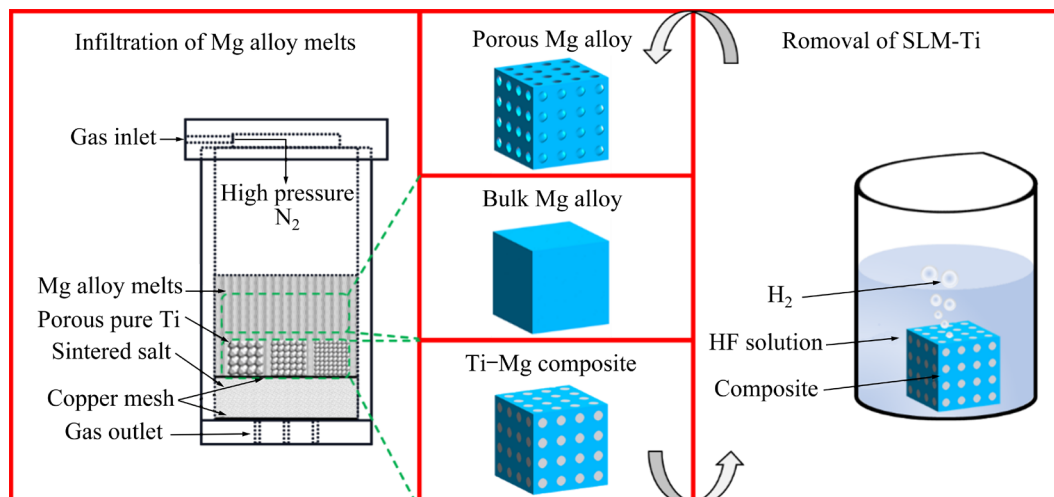 Infiltration of Mg alloy melts
Gas inlet
High pressure
N₂
Mg alloy melts
Porous pure Ti
Sintered salt
Copper mesh
Gas outlet
Porous Mg alloy
Bulk Mg alloy
Ti−Mg composite
Romoval of SLM-Ti
H₂
HF solution
Composite